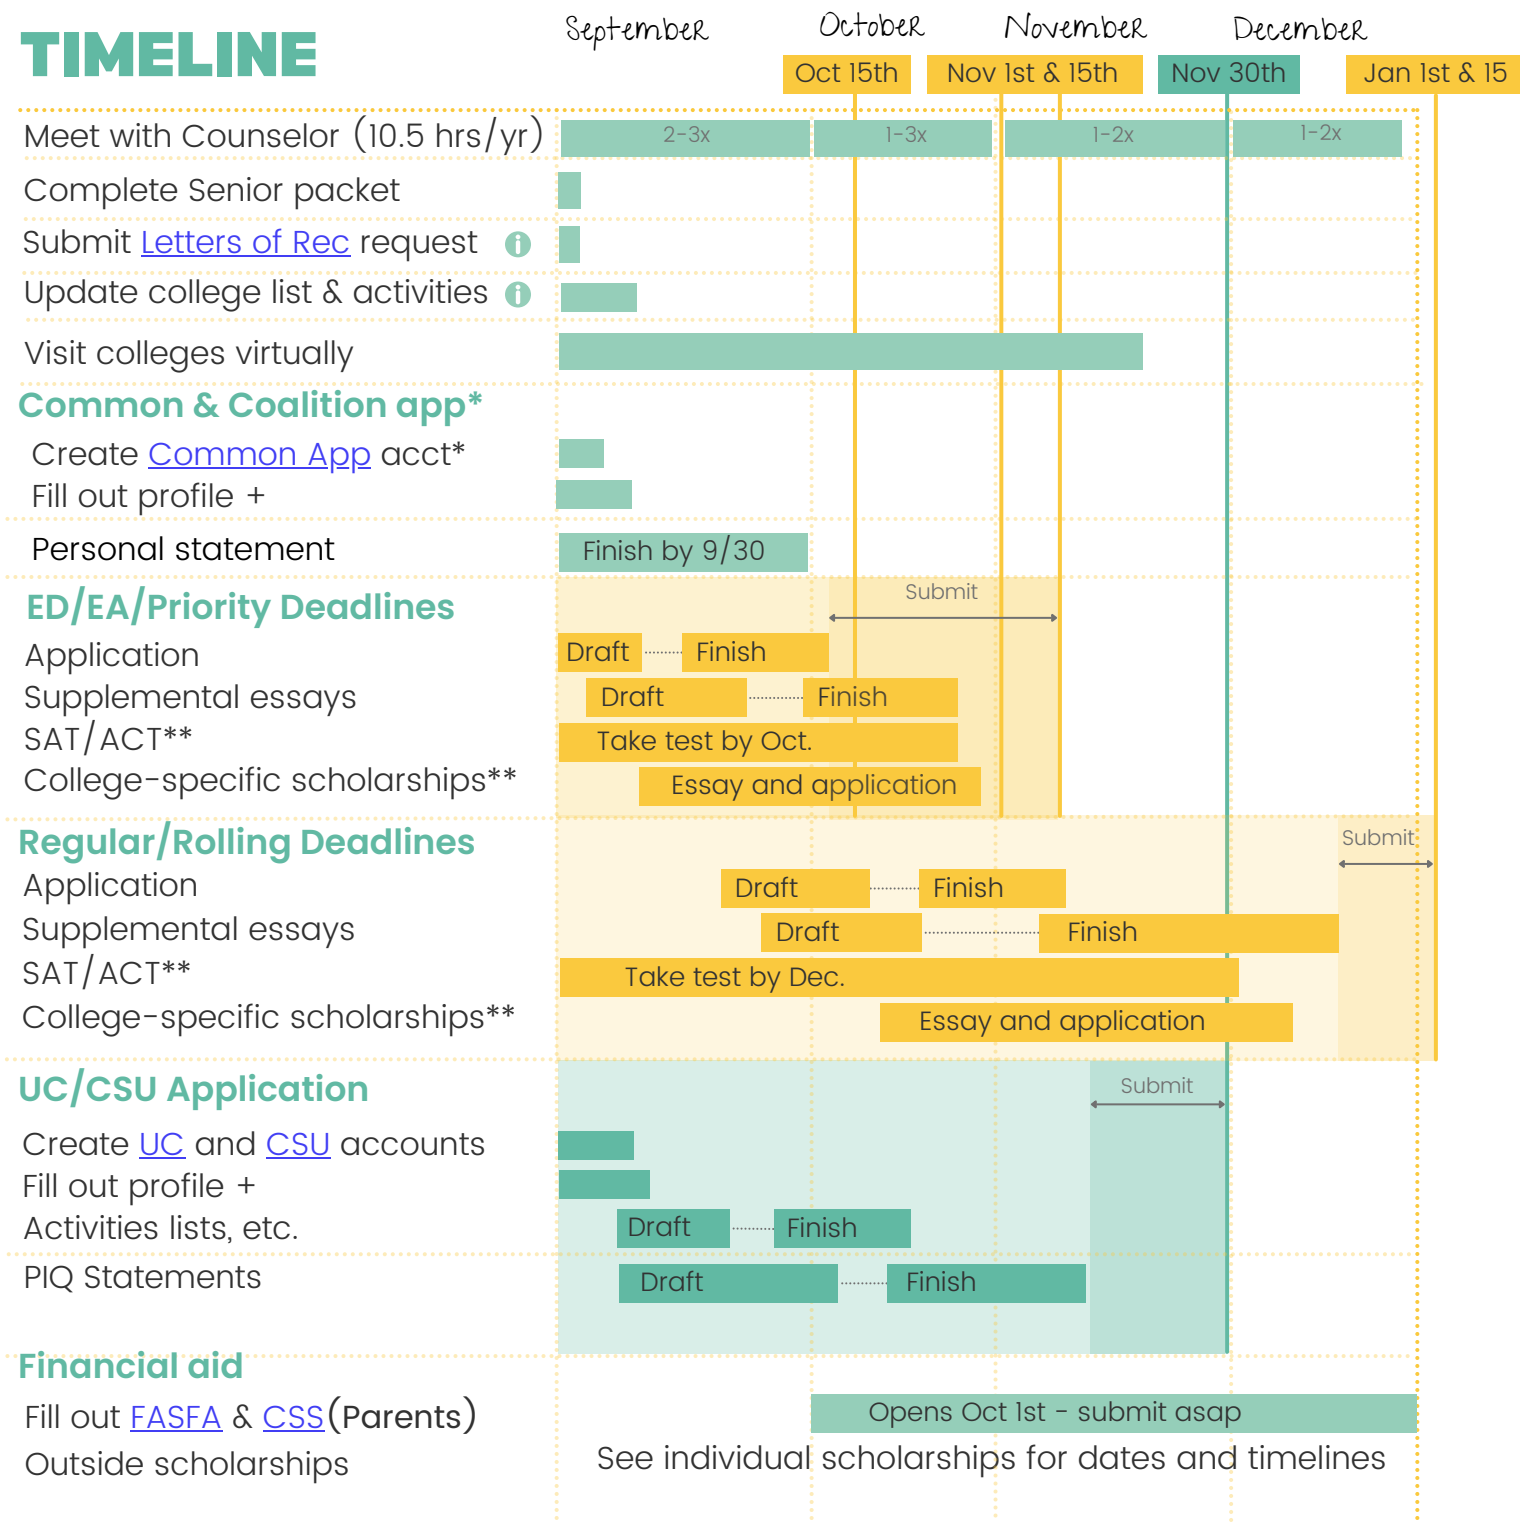 TIMELINE
September October November December
Oct 15th Nov 1st & 15th Nov 30th Jan 1st & 15
Meet with Counselor (10.5 hrs/yr) 2-3x 1-3x 1-2x 1-2x
Complete Senior packet
Submit Letters of Rec request i
Update college list & activities i
Visit colleges virtually
Common & Coalition app*
Create Common App acct*
Fill out profile +
Personal statement Finish by 9/30
ED/EA/Priority Deadlines Submit
Application Draft Finish
Supplemental essays Draft Finish
SAT/ACT** Take test by Oct.
College-specific scholarships** Essay and application
Regular/Rolling Deadlines Submit
Application Draft Finish
Supplemental essays Draft Finish
SAT/ACT** Take test by Dec.
College-specific scholarships** Essay and application
UC/CSU Application Submit
Create UC and CSU accounts
Fill out profile +
Activities lists, etc. Draft Finish
PIQ Statements Draft Finish
Financial aid
Fill out FASFA & CSS(Parents) Opens Oct 1st - submit asap
Outside scholarships See individual scholarships for dates and timelines